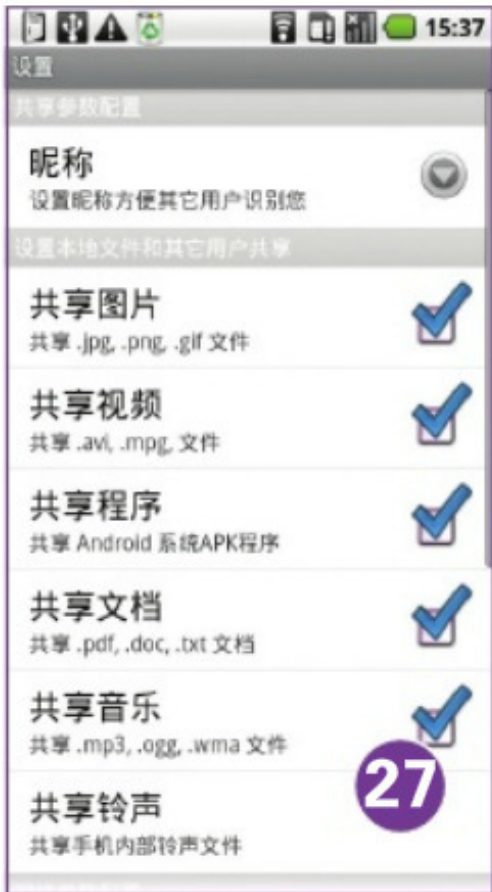 15:37
设置
共享参数配置
昵称
设置昵称方便其它用户识别您
设置本地文件和其它用户共享
共享图片
共享 .jpg, .png, .gif 文件
共享视频
共享 .avi, .mpg, 文件
共享程序
共享 Android 系统APK程序
共享文档
共享 .pdf, .doc, .txt 文档
共享音乐
共享 .mp3, .ogg, .wma 文件
27
共享铃声
共享手机内部铃声文件